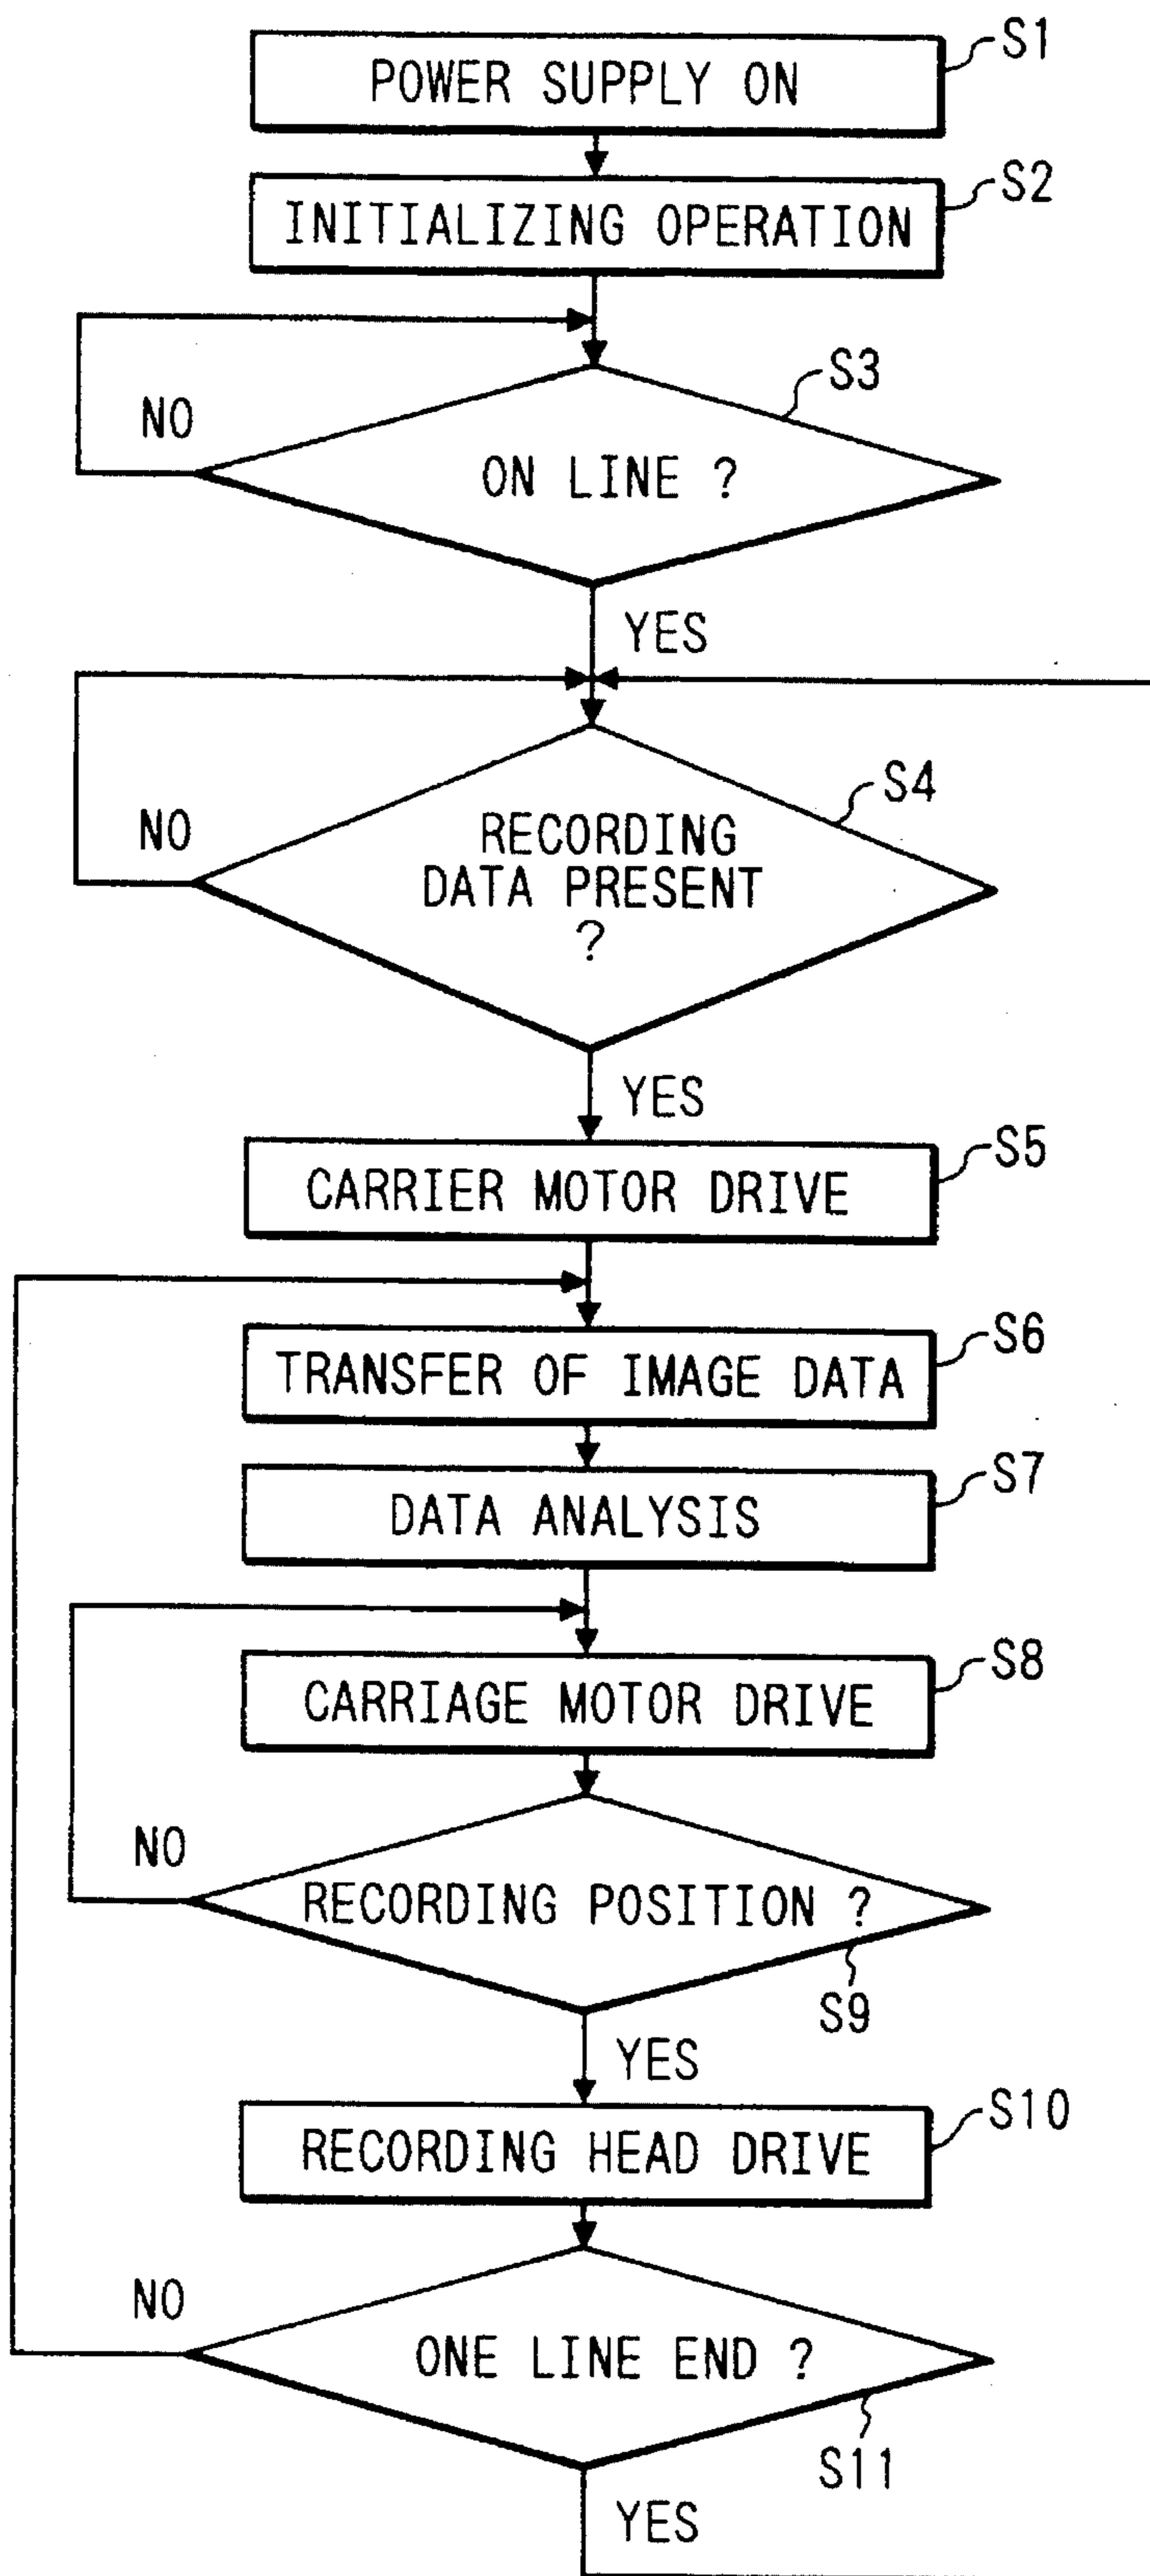 POWER SUPPLY ON
S1
INITIALIZING OPERATION
S2
S3
NO
ON LINE ?
YES
S4
NO
RECORDING
DATA PRESENT
?
YES
CARRIER MOTOR DRIVE
S5
TRANSFER OF IMAGE DATA
S6
DATA ANALYSIS
S7
CARRIAGE MOTOR DRIVE
S8
NO
RECORDING POSITION ?
S9
YES
RECORDING HEAD DRIVE
S10
NO
ONE LINE END ?
S11
YES